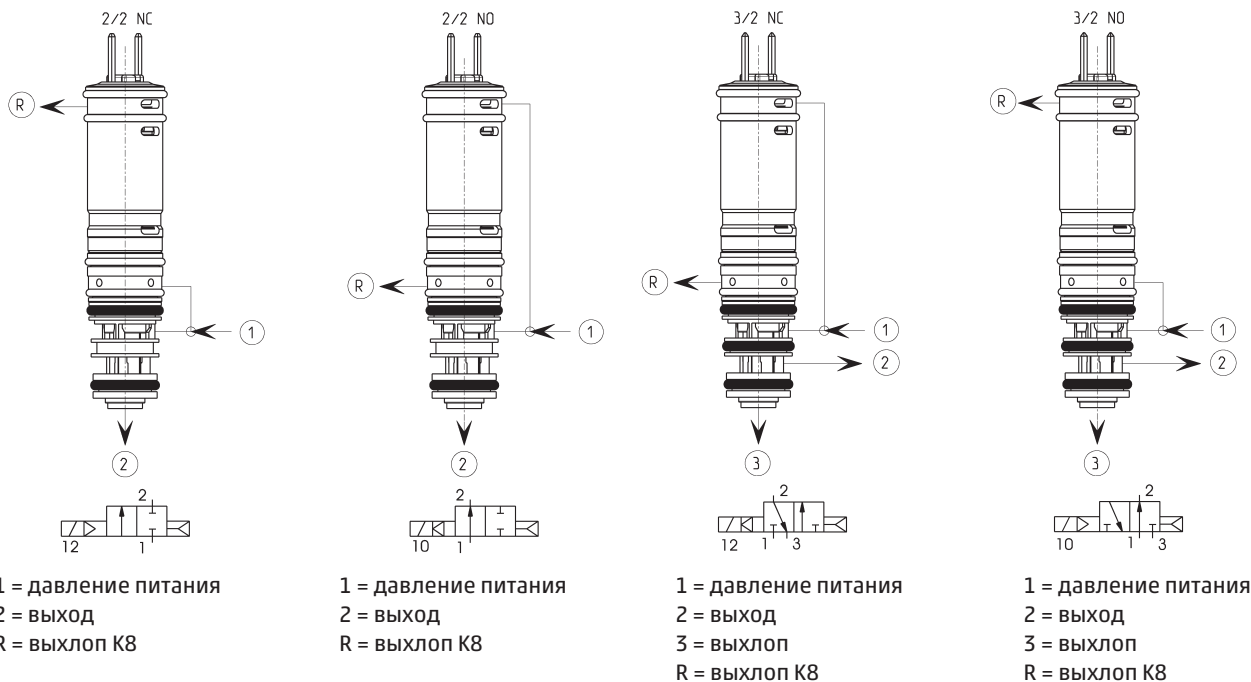 2/2 NC
R
1
2
2
12
1
1 = давление питания
2 = выход
R = выхлоп K8
2/2 NO
R
1
2
2
10
1
1 = давление питания
2 = выход
R = выхлоп K8
3/2 NC
R
1
2
3
2
12
1
3
1 = давление питания
2 = выход
3 = выхлоп
R = выхлоп K8
3/2 NO
R
1
2
3
2
10
1
3
1 = давление питания
2 = выход
3 = выхлоп
R = выхлоп K8